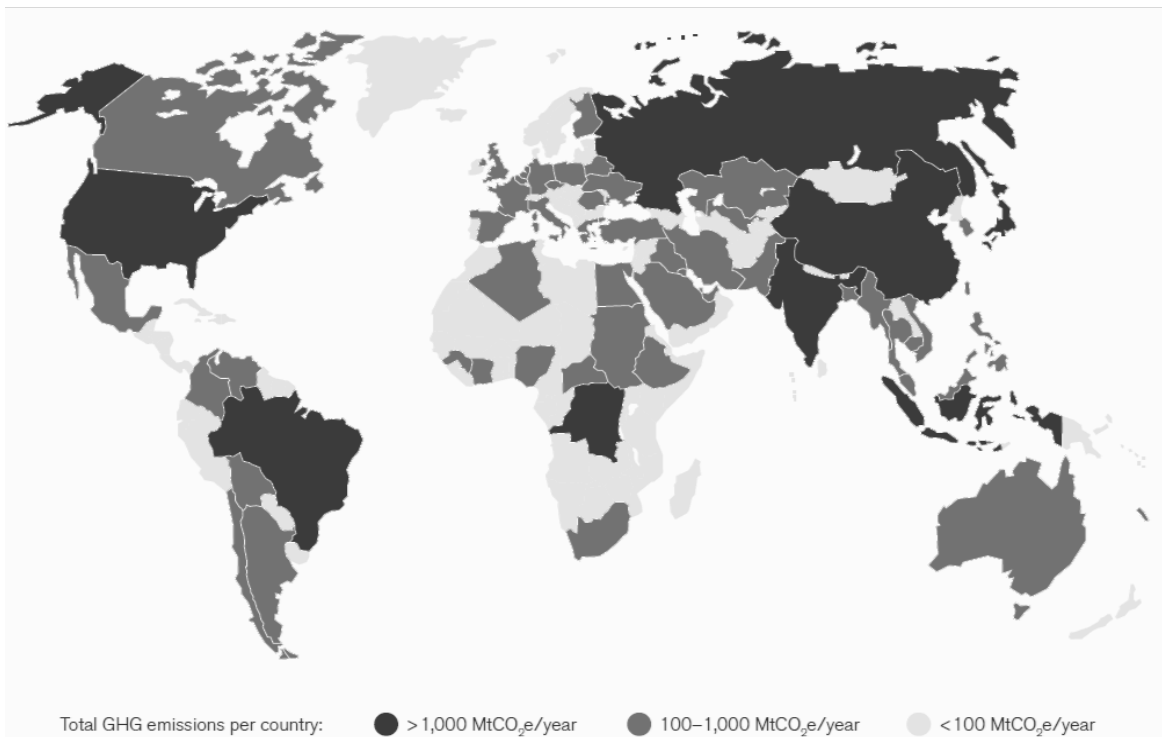 Total GHG emissions per country: >1,000 MtCO₂e/year 100–1,000 MtCO₂e/year <100 MtCO₂e/year